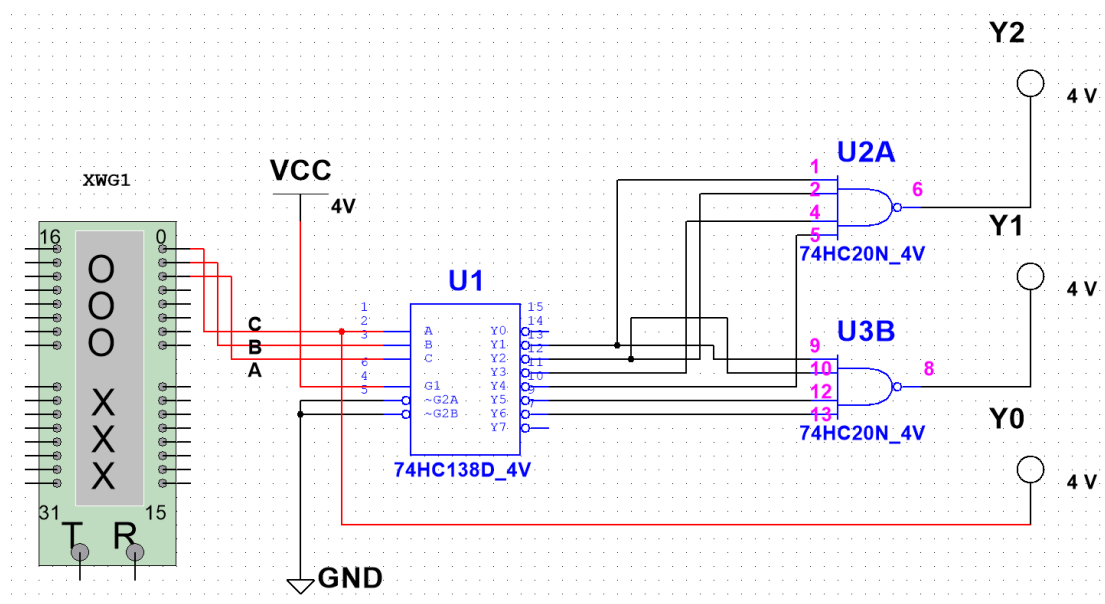 Y2
4 V
U2A
1
2
4
5
6
74HC20N_4V
XWG1
VCC
4V
Y1
4 V
16
0
O
O
O
X
X
X
31
15
T
R
C
B
A
U1
1
2
3
6
4
5
A
B
C
G1
~G2A
~G2B
Y0
Y1
Y2
Y3
Y4
Y5
Y6
Y7
15
14
13
12
11
10
9
7
74HC138D_4V
U3B
9
10
12
13
8
74HC20N_4V
Y0
4 V
GND